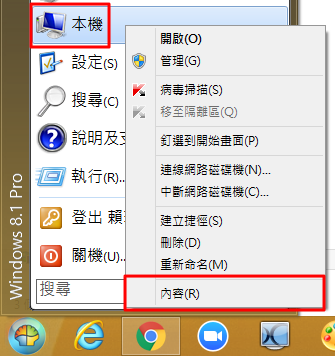 本機
設定(S)
搜尋(C)
說明及支
執行(R)...
登出 賴
關機(U)...
搜尋
Windows 8.1 Pro
開啟(O)
管理(G)
病毒掃描(S)
移至隔離區(Q)
釘選到開始畫面(P)
連線網路磁碟機(N)...
中斷網路磁碟機(C)...
建立捷徑(S)
刪除(D)
重新命名(M)
內容(R)